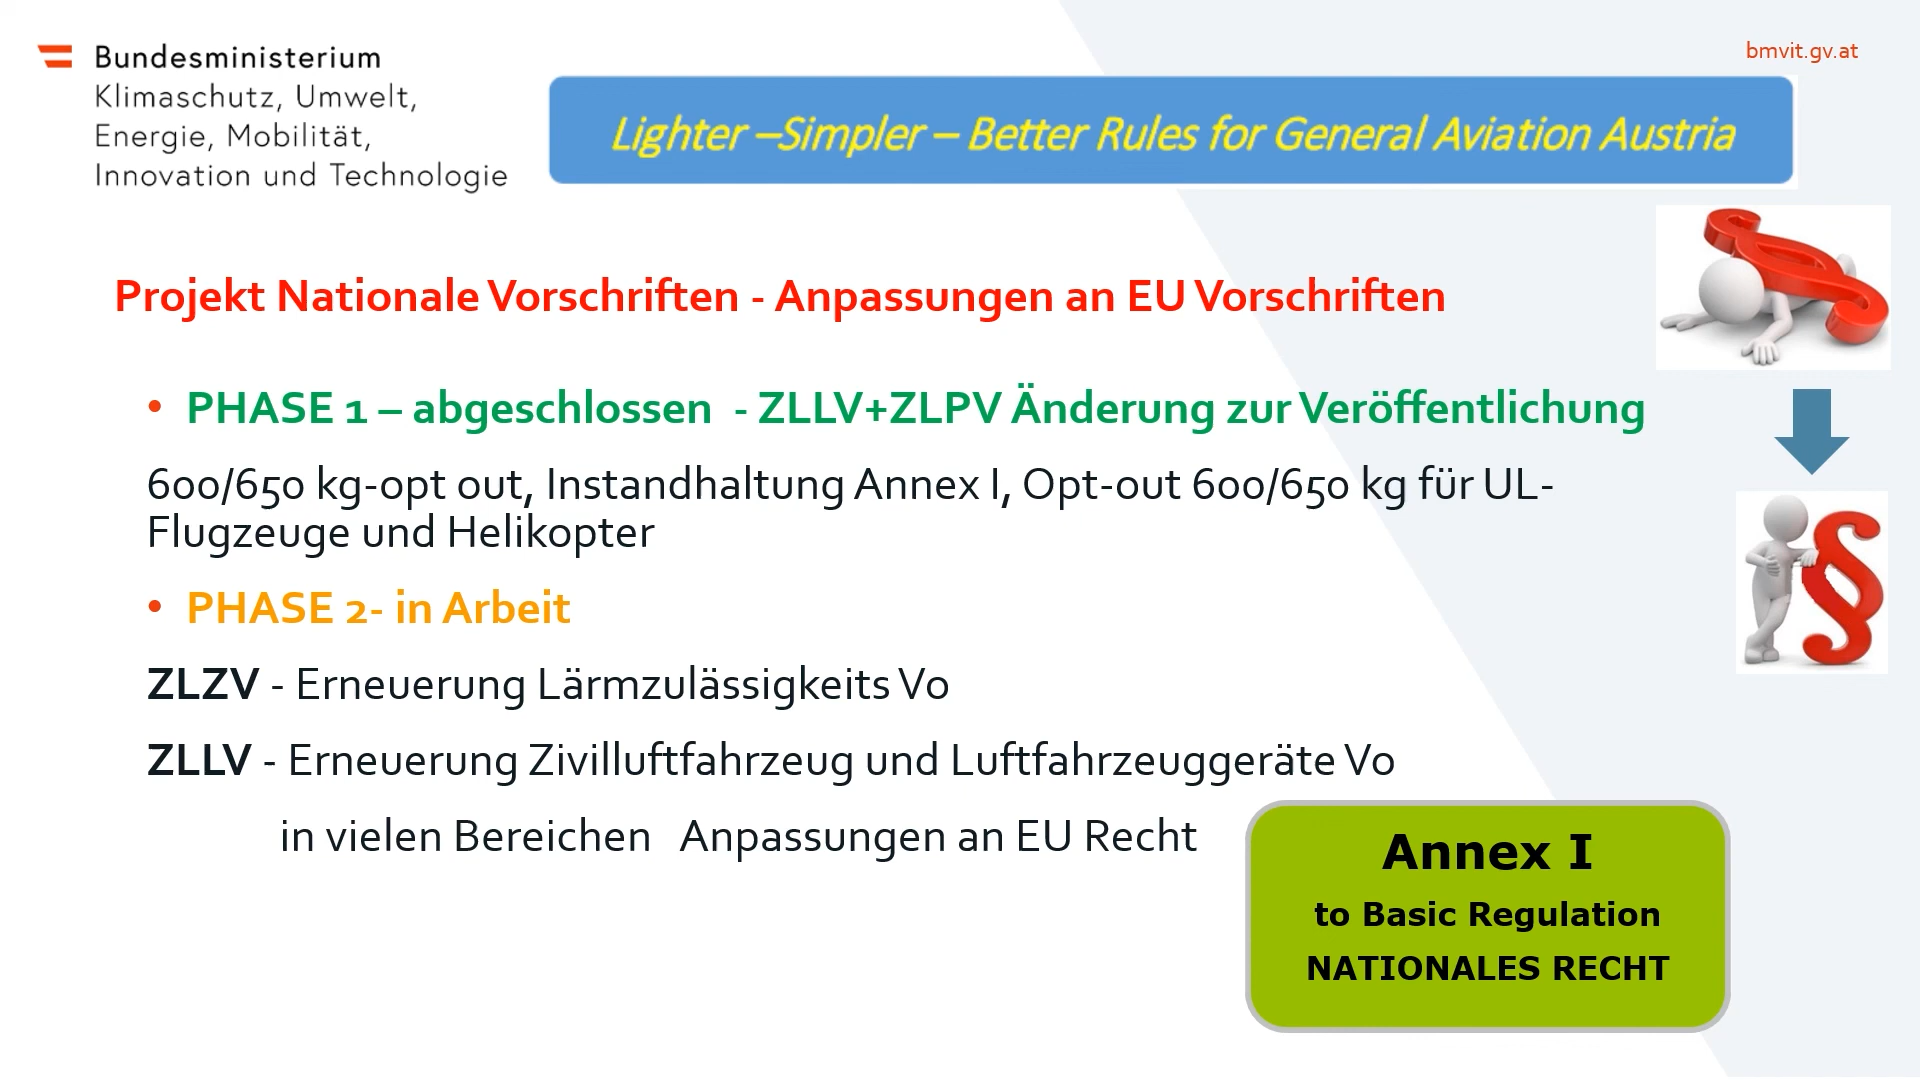 Bundesministerium
Klimaschutz, Umwelt,
Energie, Mobilität,
Innovation und Technologie
bmvit.gv.at
Lighter –Simpler – Better Rules for General Aviation Austria
Projekt Nationale Vorschriften - Anpassungen an EU Vorschriften
• PHASE 1 – abgeschlossen - ZLLV+ZLPV Änderung zur Veröffentlichung
600/650 kg-opt out, Instandhaltung Annex I, Opt-out 600/650 kg für UL-
Flugzeuge und Helikopter
• PHASE 2- in Arbeit
ZLZV - Erneuerung Lärmzulässigkeits Vo
ZLLV - Erneuerung Zivilluftfahrzeug und Luftfahrzeuggeräte Vo
in vielen Bereichen Anpassungen an EU Recht
Annex I
to Basic Regulation
NATIONALES RECHT